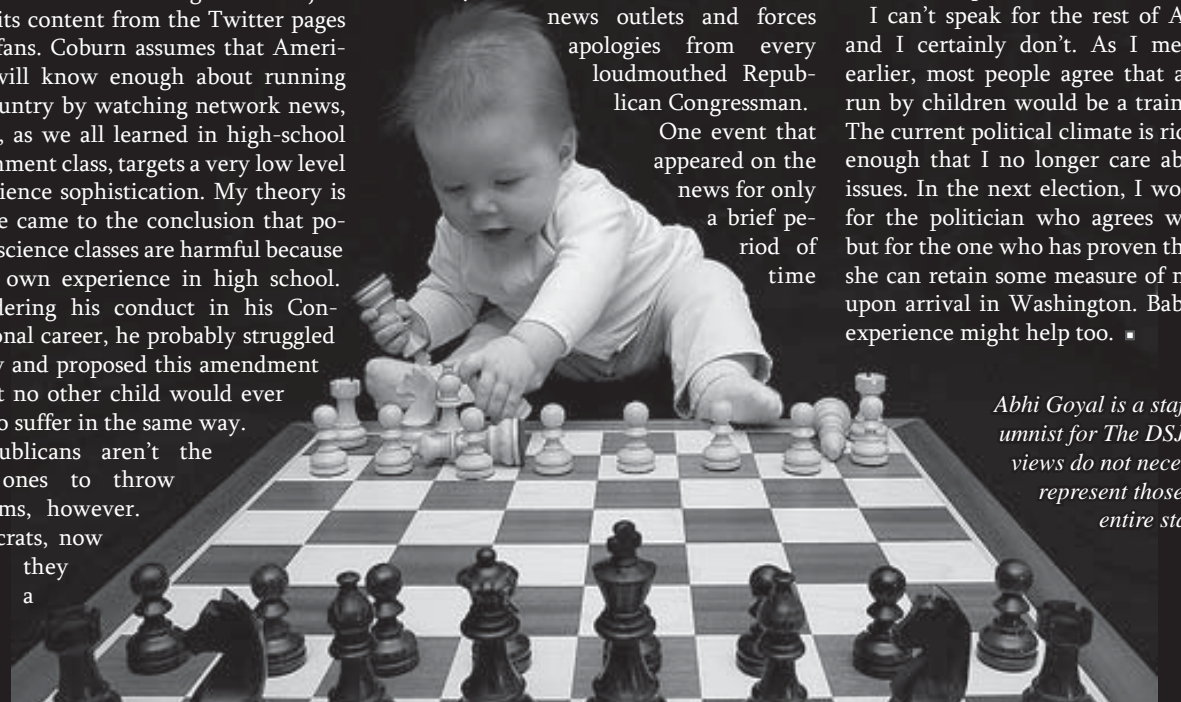 its content from the Twitter pages
fans. Coburn assumes that Ameri-
will know enough about running
untry by watching network news,
, as we all learned in high-school
nment class, targets a very low level
ience sophistication. My theory is
e came to the conclusion that po-
science classes are harmful because
own experience in high school.
dering his conduct in his Con-
onal career, he probably struggled
y and proposed this amendment
t no other child would ever
o suffer in the same way.
ublicans aren't the
ones to throw
ms, however.
crats, now
they
a
news outlets and forces
apologies from every
loudmouthed Repub-
lican Congressman.
One event that
appeared on the
news for only
a brief pe-
riod of
time
I can't speak for the rest of A
and I certainly don't. As I me
earlier, most people agree that a
run by children would be a train
The current political climate is rid
enough that I no longer care ab
issues. In the next election, I wo
for the politician who agrees w
but for the one who has proven th
she can retain some measure of m
upon arrival in Washington. Bab
experience might help too. ▪
Abhi Goyal is a staf
umnist for The DSJ
views do not nece
represent those
entire sta